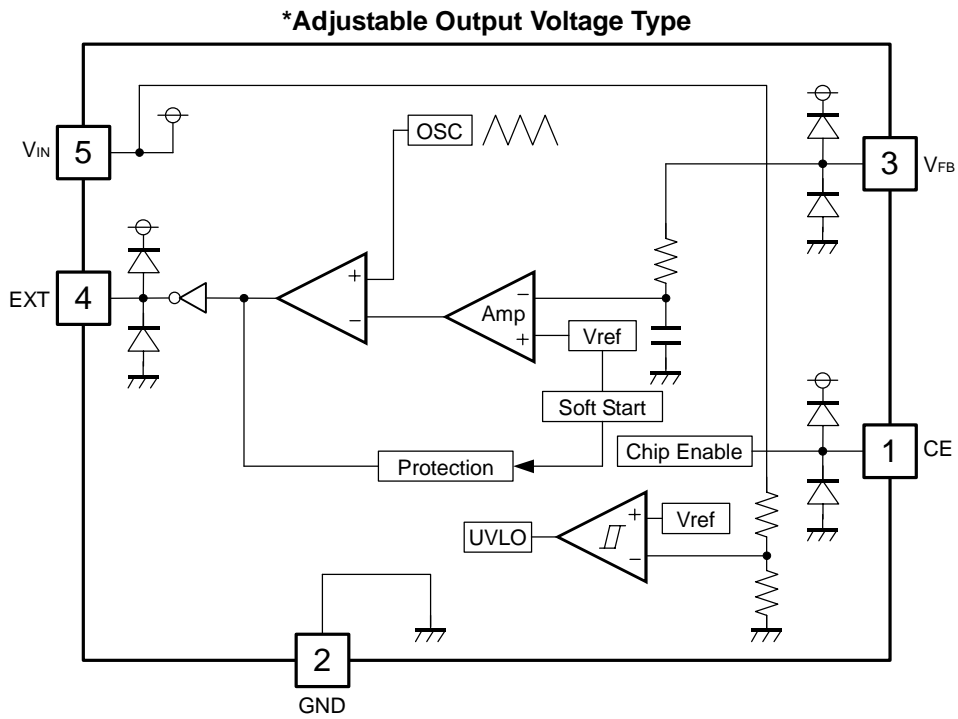 *Adjustable Output Voltage Type
OSC
VIN
5
3
VFB
EXT
4
+
−
Amp
−
+
Vref
Soft Start
Protection
Chip Enable
1
CE
UVLO
+
−
Vref
2
GND